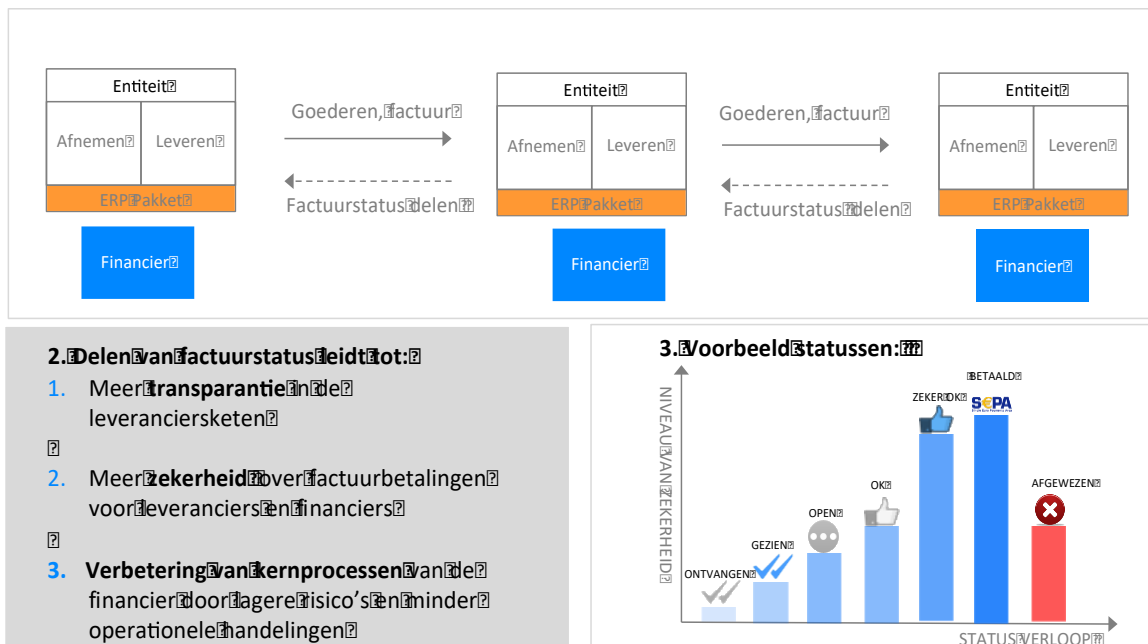 Entiteit
Afnemen
Leveren
ERP Pakket
Financier
Goederen, factuur
Factuurstatus delen
Entiteit
Afnemen
Leveren
ERP Pakket
Financier
Goederen, factuur
Factuurstatus delen
Entiteit
Afnemen
Leveren
ERP Pakket
Financier
2. Delen van factuurstatus leidt tot:
1. Meer transparantie in de
leveranciersketen
2. Meer zekerheid over factuurbetalingen
voor leveranciers en financiers
3. Verbetering van kernprocessen van de
financier door lagere risico's en minder
operationele handelingen
3. Voorbeeld statussen:
NIVEAU VAN ZEKERHEID
ONTVANGEN
GEZIEN
OPEN
OK
ZEKER OK
BETAALD
S€PA
AFGEWEZEN
STATUS VERLOOP